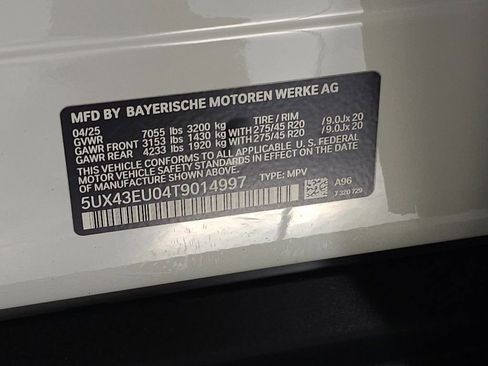 MFD BY BAYERISCHE MOTOREN WERKE AG
04/25 7055 lbs 3200 kg TIRE / RIM
GVWR
GAWR FRONT 3153 lbs 1430 kg WITH 275/45 R20 / 9.0Jx 20
GAWR REAR 4233 lbs 1920 kg WITH 275/45 R20 / 9.0Jx 20
THIS VEHICLE CONFORMS TO ALL APPLICABLE U.S. FEDERAL
MOTOR VEHICLE SAFETY STANDARDS IN EFFECT ON THE DATE
OF MANUFACTURE SHOWN ABOVE.
5UX43EU04T9014997 TYPE: MPV
A96
7 320 729